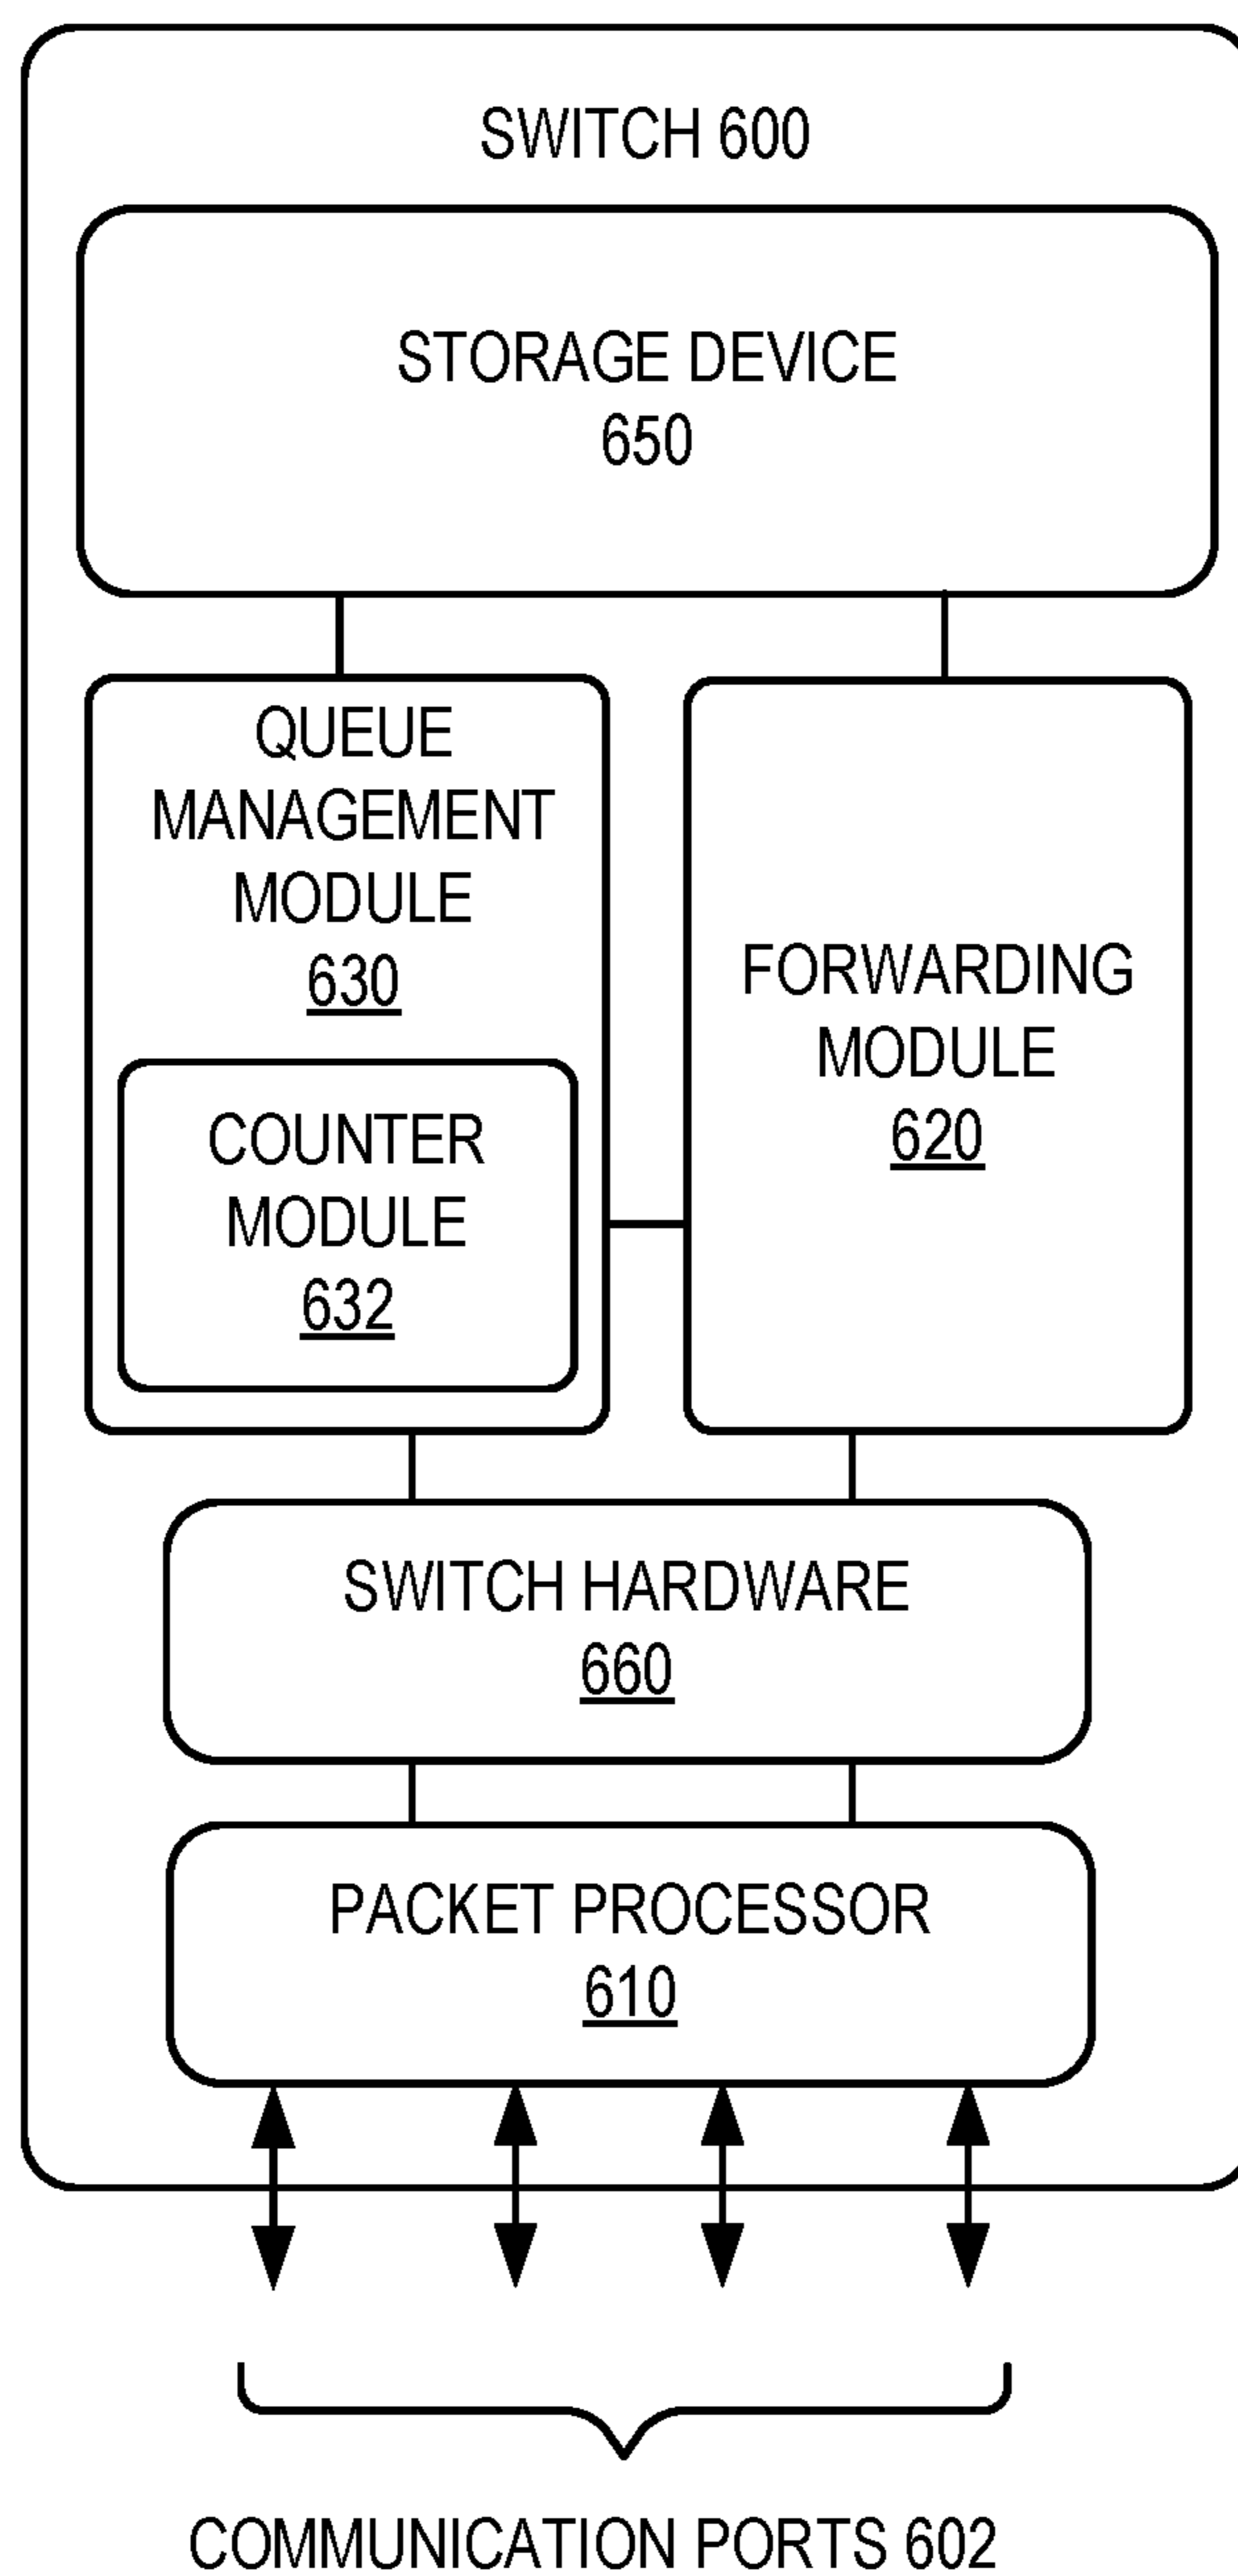 SWITCH 600
STORAGE DEVICE
650
QUEUE
MANAGEMENT
MODULE
630
COUNTER
MODULE
632
FORWARDING
MODULE
620
SWITCH HARDWARE
660
PACKET PROCESSOR
610
COMMUNICATION PORTS 602